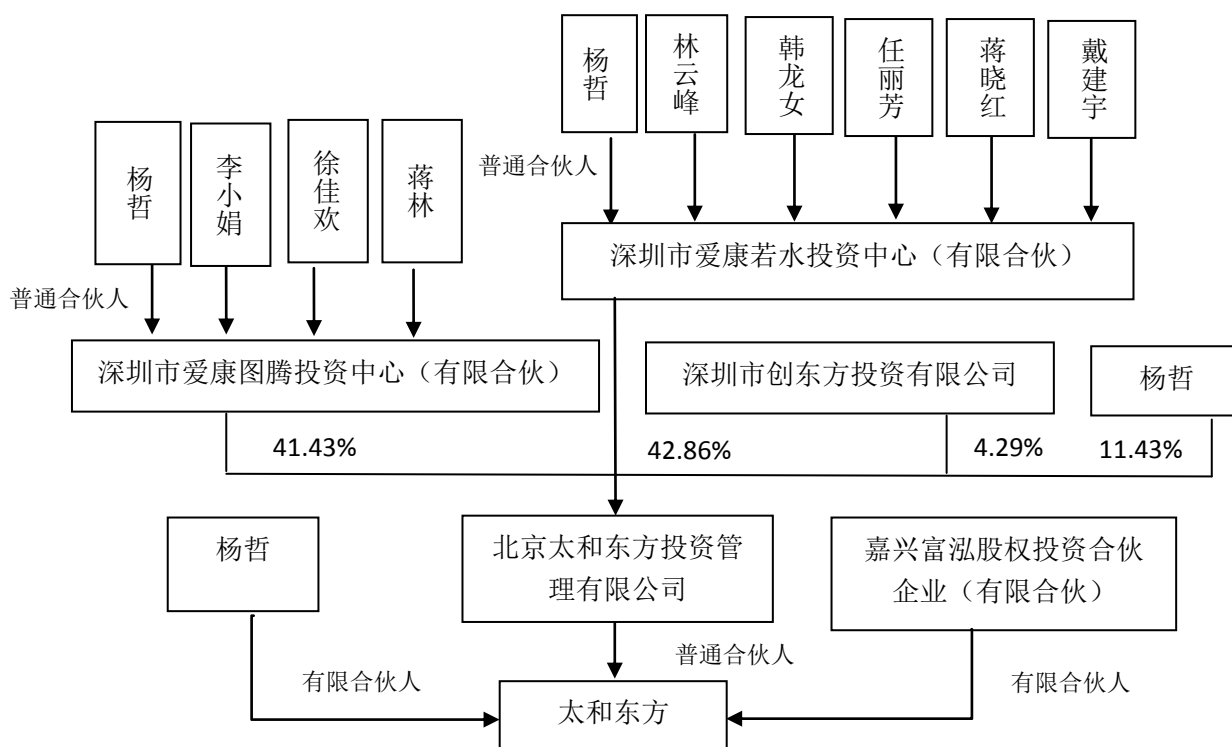 杨哲
林云峰
韩龙女
任丽芳
蒋晓红
戴建宇
杨哲
李小娟
徐佳欢
蒋林
普通合伙人
深圳市爱康若水投资中心（有限合伙）
普通合伙人
深圳市爱康图腾投资中心（有限合伙）
深圳市创东方投资有限公司
杨哲
41.43%
42.86%
4.29%
11.43%
杨哲
北京太和东方投资管
理有限公司
嘉兴富泓股权投资合伙
企业（有限合伙）
有限合伙人
普通合伙人
有限合伙人
太和东方